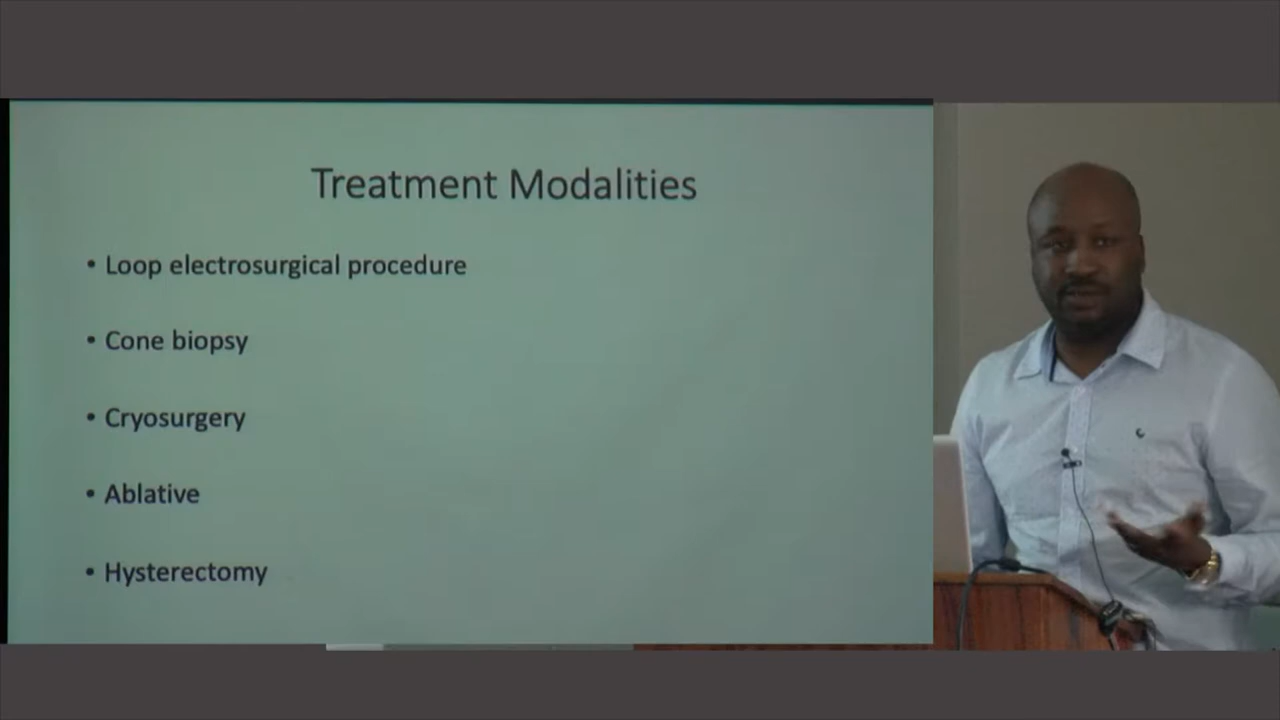 Treatment Modalities
• Loop electrosurgical procedure
• Cone biopsy
• Cryosurgery
• Ablative
• Hysterectomy